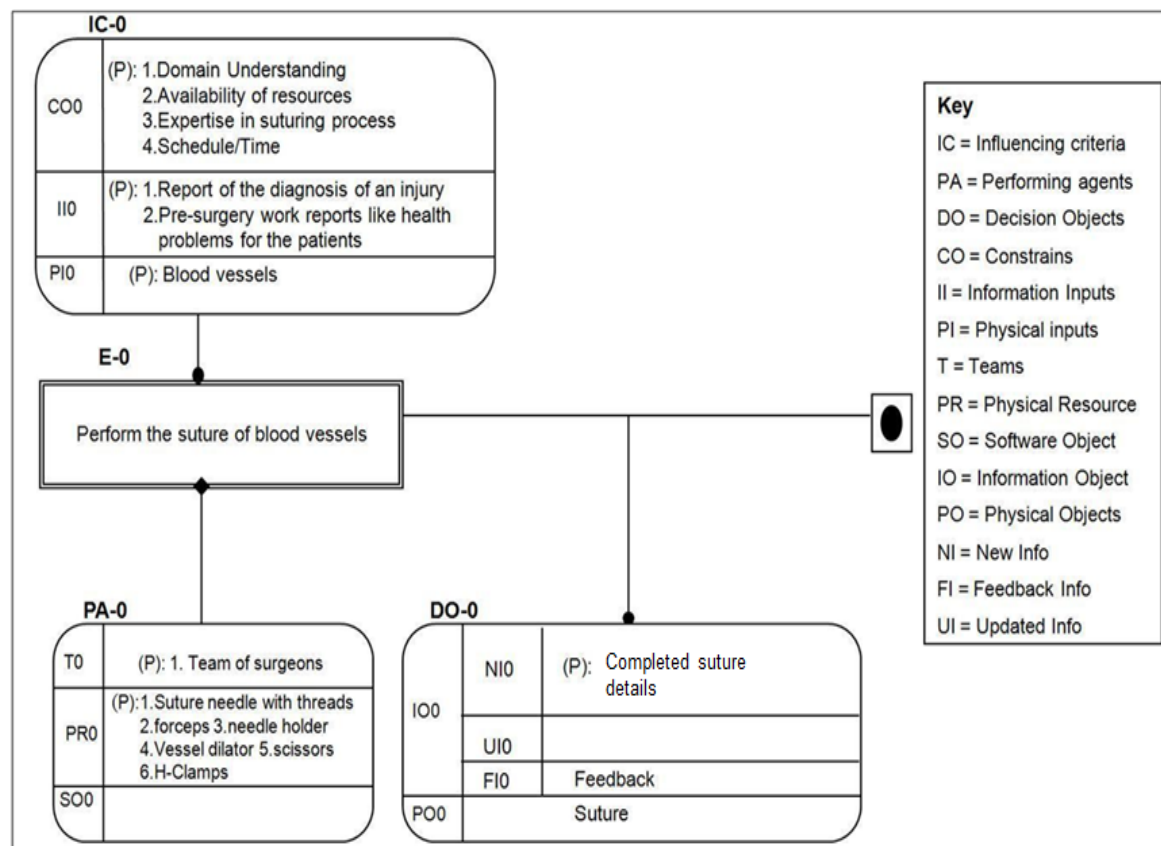 IC-0
CO0
(P): 1.Domain Understanding
2.Availability of resources
3.Expertise in suturing process
4.Schedule/Time
II0
(P): 1.Report of the diagnosis of an injury
2.Pre-surgery work reports like health
problems for the patients
PI0
(P): Blood vessels
E-0
Perform the suture of blood vessels
PA-0
T0
(P): 1. Team of surgeons
PR0
(P):1.Suture needle with threads
2.forceps 3.needle holder
4.Vessel dilator 5.scissors
6.H-Clamps
SO0
DO-0
IO0
NI0
(P): Completed suture
details
UI0
FI0
Feedback
PO0
Suture
Key
IC = Influencing criteria
PA = Performing agents
DO = Decision Objects
CO = Constrains
II = Information Inputs
PI = Physical inputs
T = Teams
PR = Physical Resource
SO = Software Object
IO = Information Object
PO = Physical Objects
NI = New Info
FI = Feedback Info
UI = Updated Info